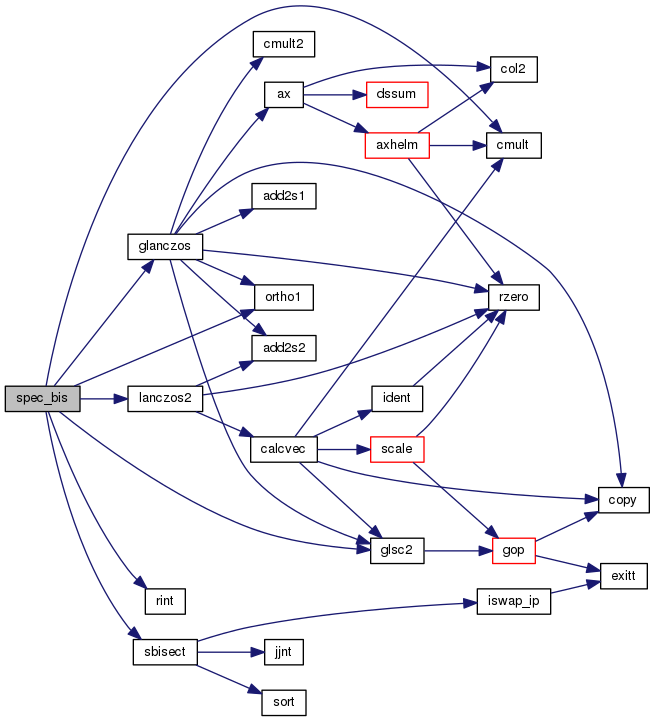 cmult2
col2
ax
dssum
axhelm
cmult
add2s1
glanczos
ortho1
rzero
add2s2
spec_bis
lanczos2
ident
calcvec
scale
copy
glsc2
gop
exitt
rint
iswap_ip
sbisect
jjnt
sort